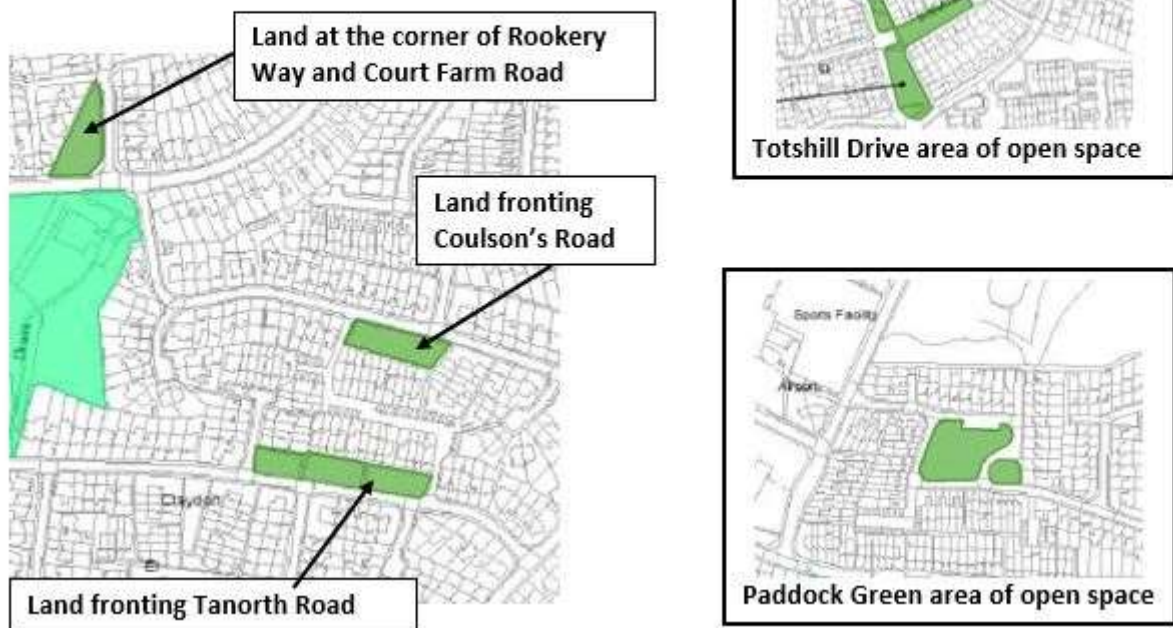 Land at the corner of Rookery
Way and Court Farm Road
Land fronting
Coulson's Road
Claydon
Land fronting Tanorth Road
Totshill Drive area of open space
Sports Facility
Paddock Green area of open space